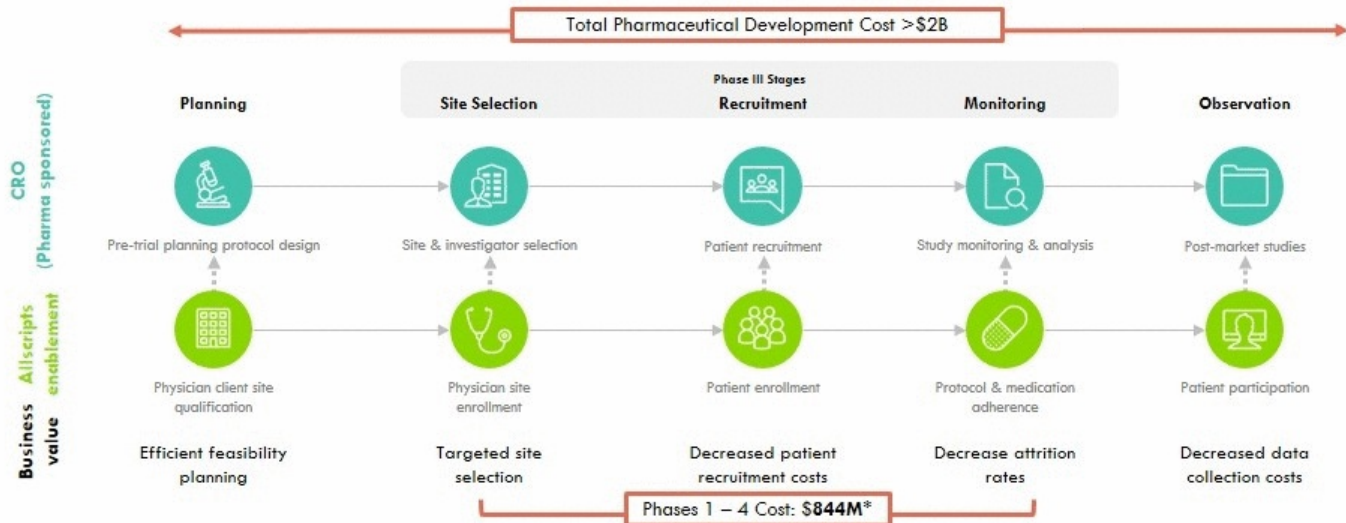 Total Pharmaceutical Development Cost >$2B
Phase III Stages
Planning
Site Selection
Recruitment
Monitoring
Observation
CRO
(Pharma sponsored)
Pre-trial planning protocol design
Site & investigator selection
Patient recruitment
Study monitoring & analysis
Post-market studies
Allscripts
enablement
Physician client site
qualification
Physician site
enrollment
Patient enrollment
Protocol & medication
adherence
Patient participation
Business
value
Efficient feasibility
planning
Targeted site
selection
Decreased patient
recruitment costs
Decrease attrition
rates
Decreased data
collection costs
Phases 1 – 4 Cost: $844M*